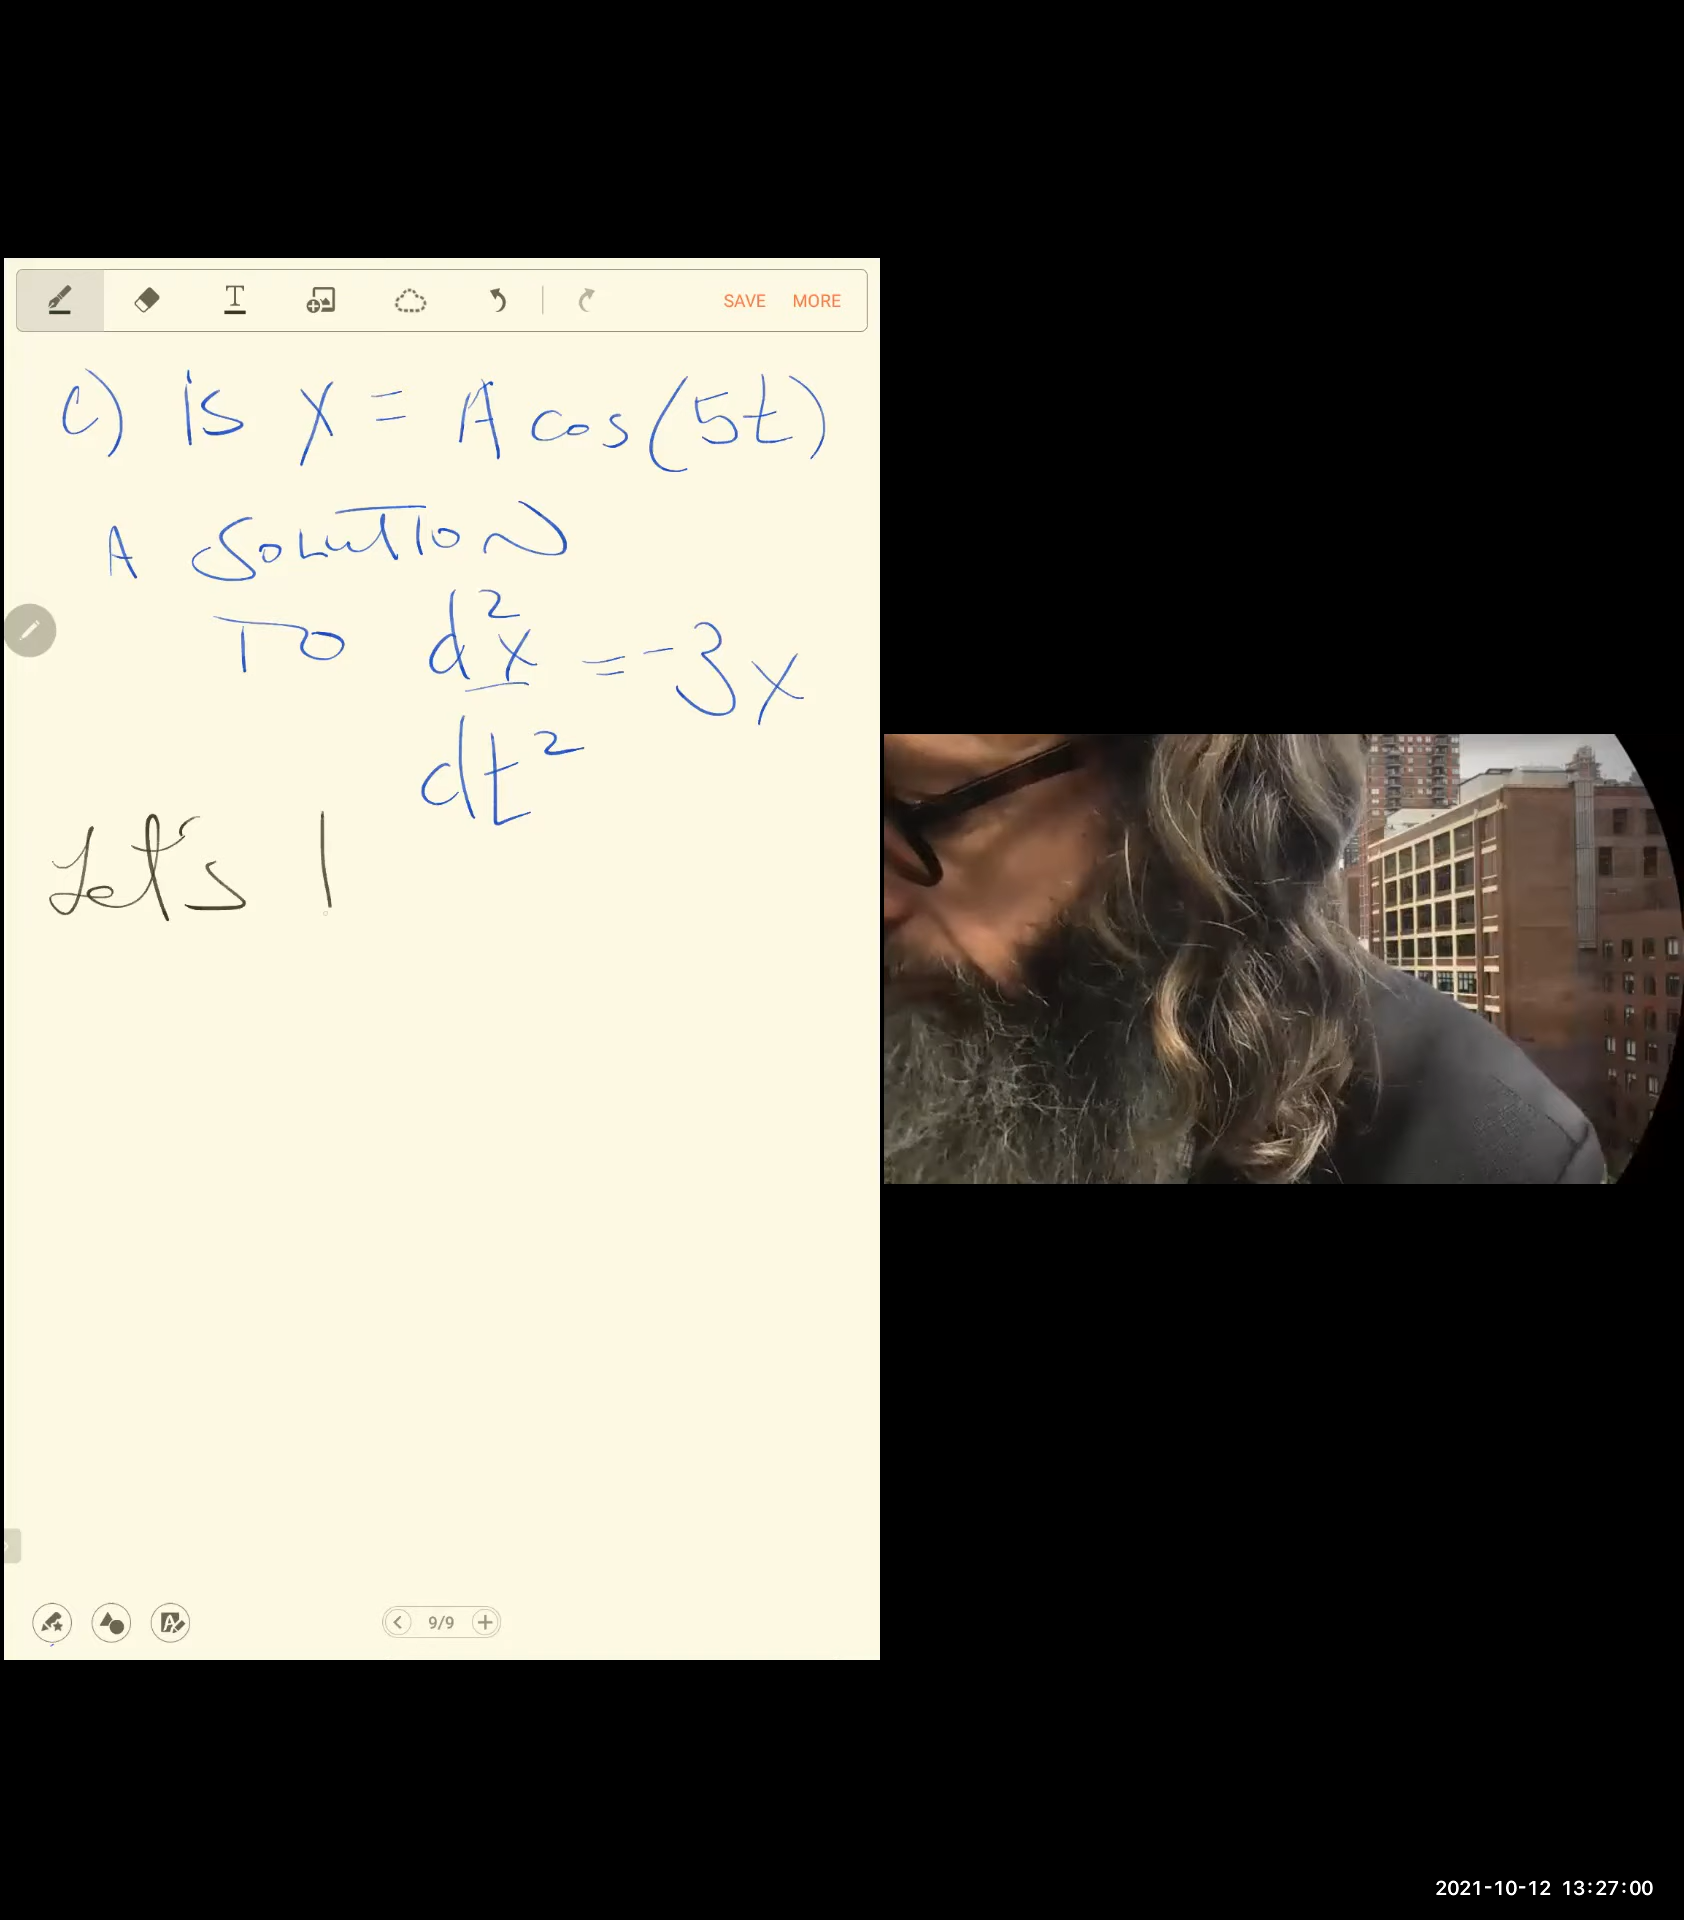 SAVE MORE
c) is x = A cos(5t)
A SOLUTION
TO d²x = -3x
dt²
Let's
9/9
2021-10-12 13:27:00